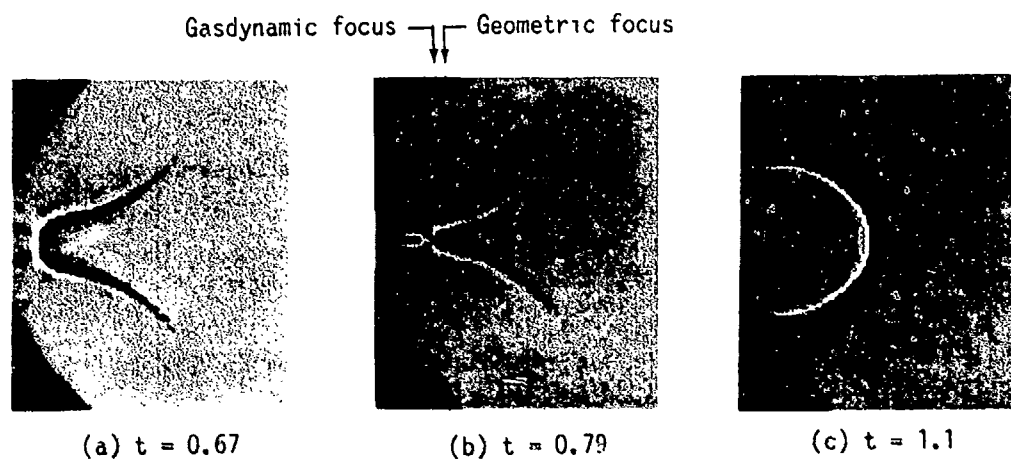 Gasdynamic focus Geometric focus
(a) t = 0.67
(b) t = 0.79
(c) t = 1.1